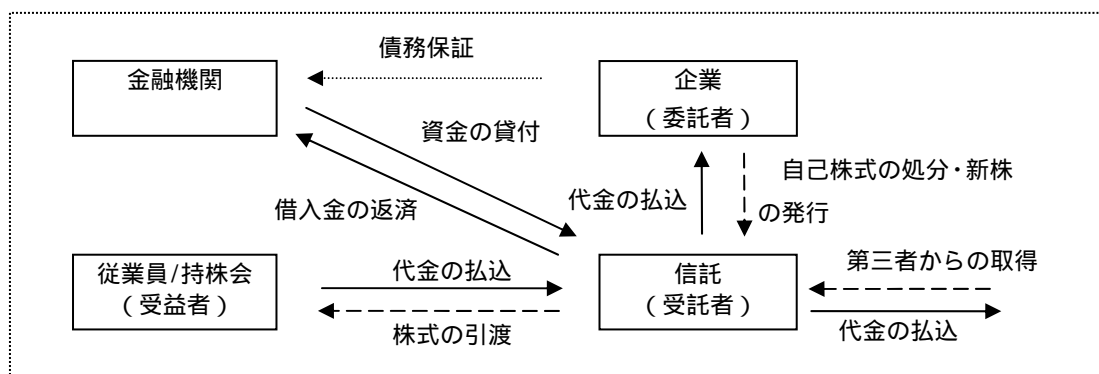 債務保証
金融機関
企業
（委託者）
資金の貸付
自己株式の処分・新株
の発行
代金の払込
借入金の返済
第三者からの取得
従業員/持株会
（受益者）
代金の払込
信託
（受託者）
株式の引渡
代金の払込